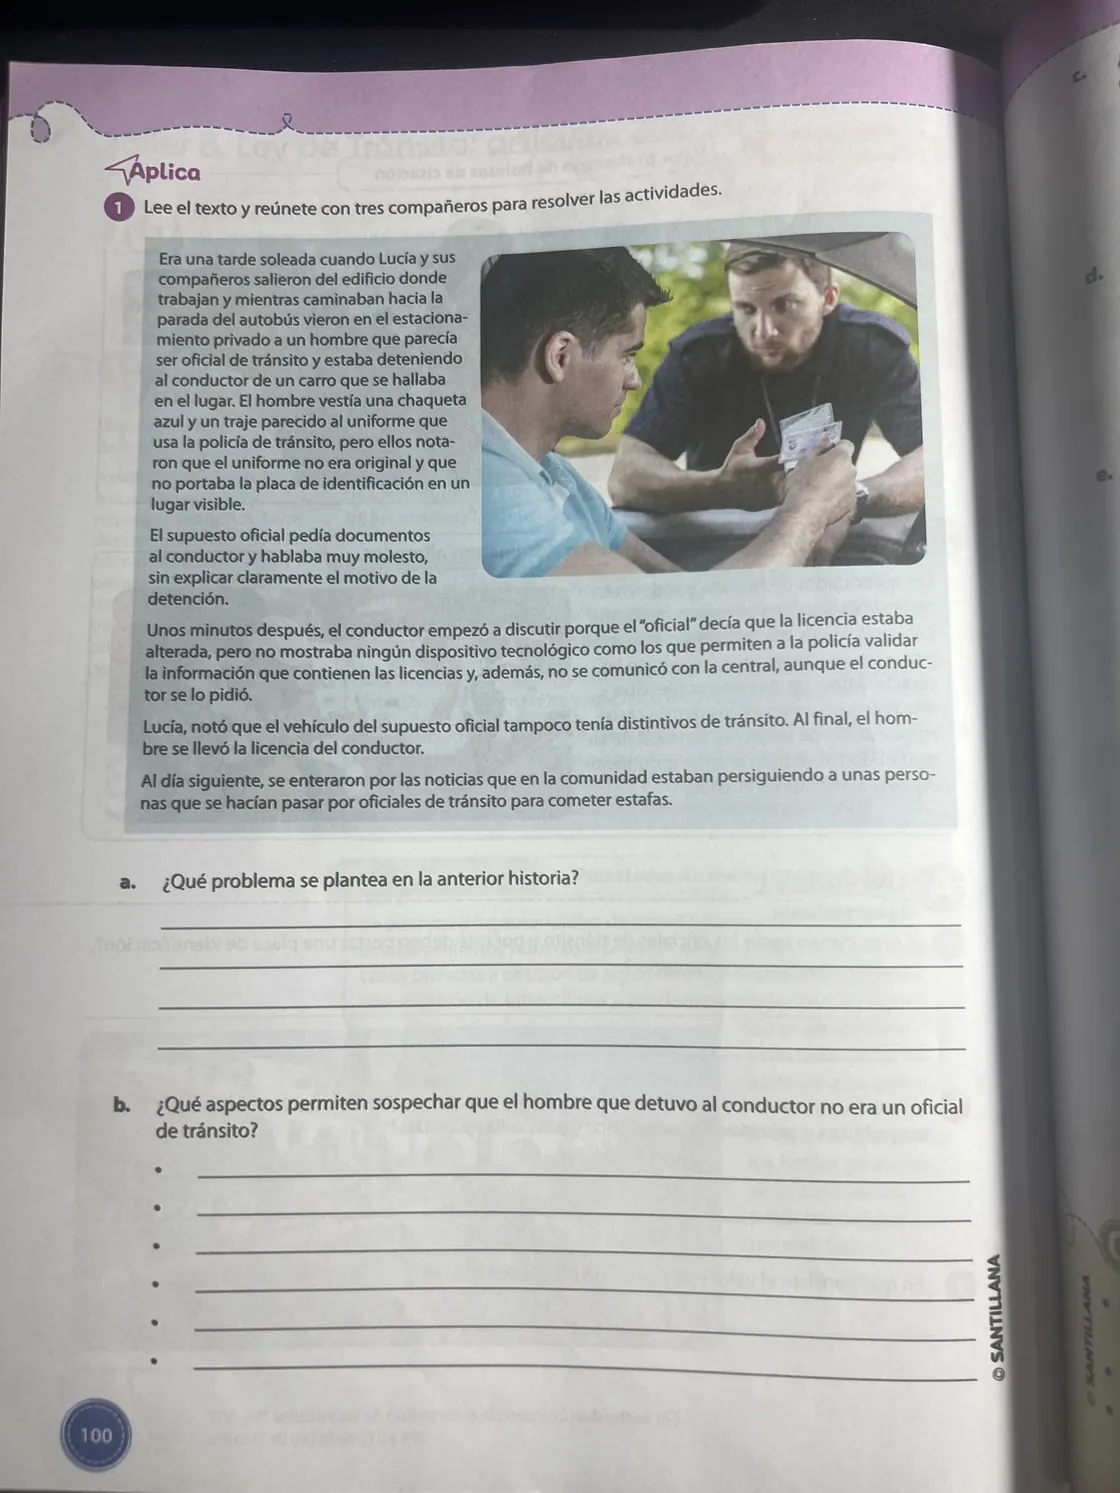 Aplica
1 Lee el texto y reúnete con tres compañeros para resolver las actividades.
Era una tarde soleada cuando Lucía y sus
compañeros salieron del edificio donde
trabajan y mientras caminaban hacia la
parada del autobús vieron en el estaciona-
miento privado a un hombre que parecía
ser oficial de tránsito y estaba deteniendo
al conductor de un carro que se hallaba
en el lugar. El hombre vestía una chaqueta
azul y un traje parecido al uniforme que
usa la policía de tránsito, pero ellos nota-
ron que el uniforme no era original y que
no portaba la placa de identificación en un
lugar visible.
El supuesto oficial pedía documentos
al conductor y hablaba muy molesto,
sin explicar claramente el motivo de la
detención.
Unos minutos después, el conductor empezó a discutir porque el "oficial" decía que la licencia estaba
alterada, pero no mostraba ningún dispositivo tecnológico como los que permiten a la policía validar
la información que contienen las licencias y, además, no se comunicó con la central, aunque el conduc-
tor se lo pidió.
Lucía, notó que el vehículo del supuesto oficial tampoco tenía distintivos de tránsito. Al final, el hom-
bre se llevó la licencia del conductor.
Al día siguiente, se enteraron por las noticias que en la comunidad estaban persiguiendo a unas perso-
nas que se hacían pasar por oficiales de tránsito para cometer estafas.
a. ¿Qué problema se plantea en la anterior historia?
b. ¿Qué aspectos permiten sospechar que el hombre que detuvo al conductor no era un oficial
de tránsito?
© SANTILLANA
100
c.
d.
e.
© SANTILLANA